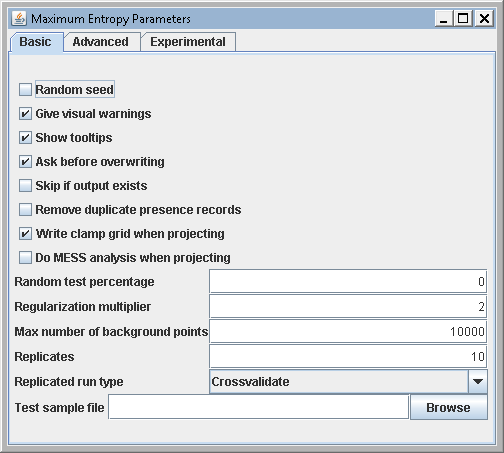 Maximum Entropy Parameters
Basic Advanced Experimental
Random seed
Give visual warnings
Show tooltips
Ask before overwriting
Skip if output exists
Remove duplicate presence records
Write clamp grid when projecting
Do MESS analysis when projecting
Random test percentage 0
Regularization multiplier 2
Max number of background points 10000
Replicates 10
Replicated run type Crossvalidate
Test sample file Browse